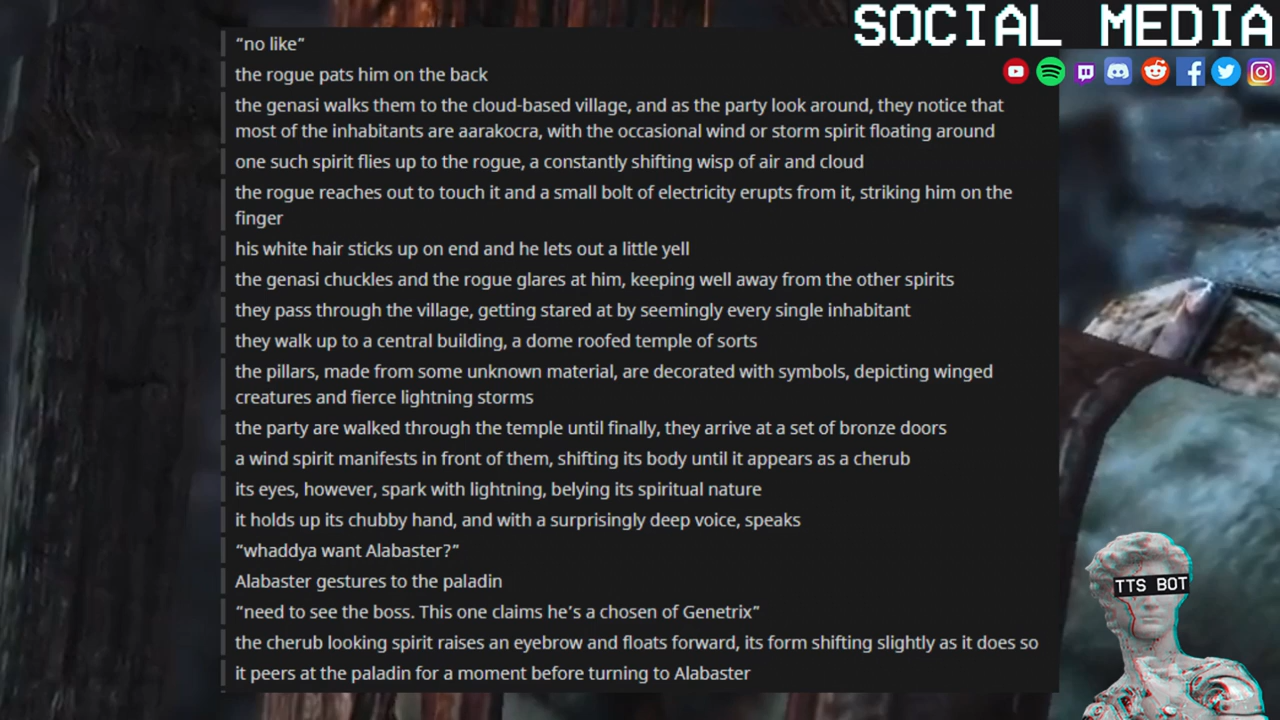 SOCIAL MEDIA
“no like”
the rogue pats him on the back
the genasi walks them to the cloud-based village, and as the party look around, they notice that
most of the inhabitants are aarakocra, with the occasional wind or storm spirit floating around
one such spirit flies up to the rogue, a constantly shifting wisp of air and cloud
the rogue reaches out to touch it and a small bolt of electricity erupts from it, striking him on the
finger
his white hair sticks up on end and he lets out a little yell
the genasi chuckles and the rogue glares at him, keeping well away from the other spirits
they pass through the village, getting stared at by seemingly every single inhabitant
they walk up to a central building, a dome roofed temple of sorts
the pillars, made from some unknown material, are decorated with symbols, depicting winged
creatures and fierce lightning storms
the party are walked through the temple until finally, they arrive at a set of bronze doors
a wind spirit manifests in front of them, shifting its body until it appears as a cherub
its eyes, however, spark with lightning, belying its spiritual nature
it holds up its chubby hand, and with a surprisingly deep voice, speaks
“whaddya want Alabaster?”
Alabaster gestures to the paladin
“need to see the boss. This one claims he’s a chosen of Genetrix”
the cherub looking spirit raises an eyebrow and floats forward, its form shifting slightly as it does so
it peers at the paladin for a moment before turning to Alabaster
TTS BOT